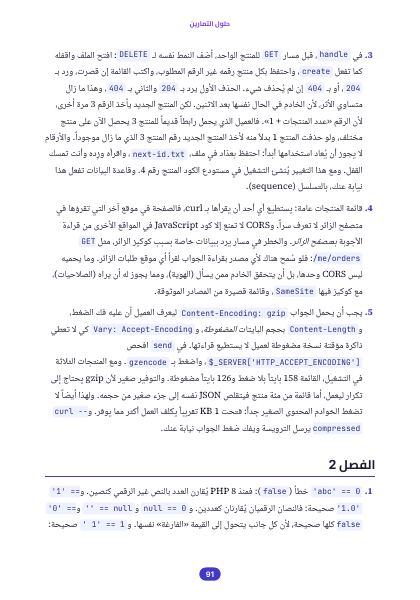 حلول التمارين
3. في handle، قبل مسار GET للمنتج الواحد، أضف النمط نفسه لـ DELETE: افتح الملف واقفله
كما تفعل create، واحتفظ بكل منتج رقمه غير الرقم المطلوب، واكتب القائمة إن قصرت، ورد بـ
204، أو بـ 404 إن لم يُحذف شيء. الحذف الأول يرد بـ 204 والثاني بـ 404، وهذا ما زال
متساوي الأثر، لأن الخادم في الحال نفسها بعد الاثنين. لكن المنتج الجديد يأخذ الرقم 3 مرة أخرى،
لأن الرقم «عدد المنتجات + 1». فالعميل الذي يحمل رابطاً قديماً للمنتج 3 يحصل الآن على منتج
مختلف، ولو حذفت المنتج 1 بدلاً منه لأخذ المنتج الجديد الرقم 3 الذي ما زال موجوداً. والأرقام
لا يجوز أن يُعاد استخدامها أبداً: احتفظ بعدّاد في ملف، next-id.txt، واقرأه وزده وأنت تمسك
القفل. ومع هذا التغيير يُنشئ التشغيل في مستودع الكود المنتج رقم 4. وقاعدة البيانات تفعل هذا
نيابة عنك، بالتسلسل (sequence).
4. قائمة المنتجات عامة: يستطيع أي أحد أن يقرأها بـ curl، فالصفحة في موقع آخر التي تقرؤها في
متصفح الزائر لا تعرف سراً. وCORS لا تمنع إلا كود JavaScript في المواقع الأخرى من قراءة
الأجوبة بمتصفح الزائر. والخطر في مسار يرد ببيانات خاصة بسبب كوكيز الزائر، مثل GET
/me/orders: فلو سُمح هناك لأي مصدر بقراءة الجواب لقرأ أي موقع طلبات الزائر. وما يحميه
ليس CORS وحدها، بل أن يتحقق الخادم ممن يسأل (الهوية)، ومما يجوز له أن يراه (الصلاحيات)،
مع كوكيز فيها SameSite، وقائمة قصيرة من المصادر الموثوقة.
5. يجب أن يحمل الجواب Content-Encoding: gzip ليعرف العميل أن عليه فك الضغط،
وContent-Length بحجم البايتات المضغوطة، وVary: Accept-Encoding كي لا تعطي
ذاكرة مؤقتة نسخة مضغوطة لعميل لا يستطيع قراءتها. في send افحص
$_SERVER['HTTP_ACCEPT_ENCODING']، واضغط بـ gzencode. ومع المنتجات الثلاثة
في التشغيل، القائمة 158 بايتاً بلا ضغط و126 بايتاً مضغوطة. والتوفير صغير لأن gzip يحتاج إلى
تكرار ليعمل، أما قائمة من مئة منتج فيتقلص JSON نفسه إلى جزء صغير من حجمه. ولهذا أيضاً لا
تضغط الخوادم المحتوى الصغير جداً: فتحت 1 KB تقريباً يكلف العمل أكثر مما يوفر. وcurl --
compressed يرسل الترويسة ويفك ضغط الجواب نيابة عنك.
الفصل 2
1. 'abc' == 0 خطأ (false): فمنذ PHP 8 يُقارن العدد بالنص غير الرقمي كنصين. و'1' ==
'1.0' صحيحة: فالنصان الرقميان يُقارنان كعددين. وnull == 0 و'' == null و'0' ==
false كلها صحيحة، لأن كل جانب يتحول إلى القيمة «الفارغة» نفسها. و' 1' == 1 صحيحة:
91